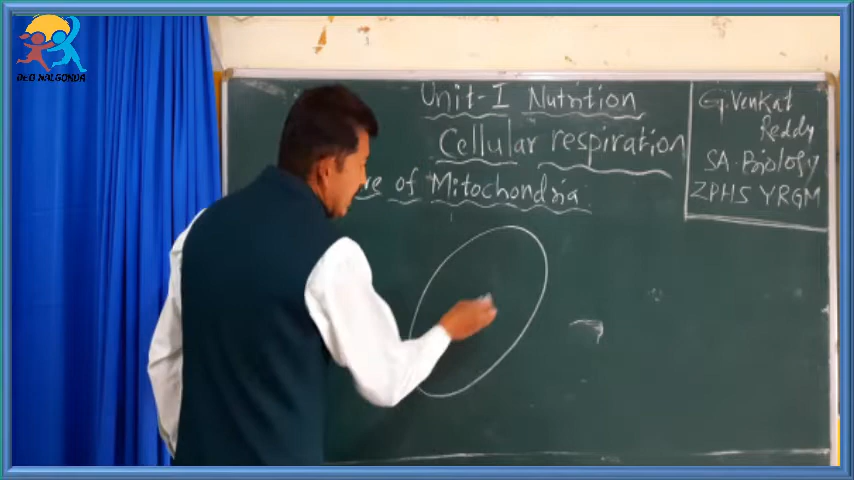 DEO NALGONDA
Unit-I Nutrition
Cellular respiration
re of Mitochondria
G. Venkat
Reddy
SA. Biology
ZPHS YRGM